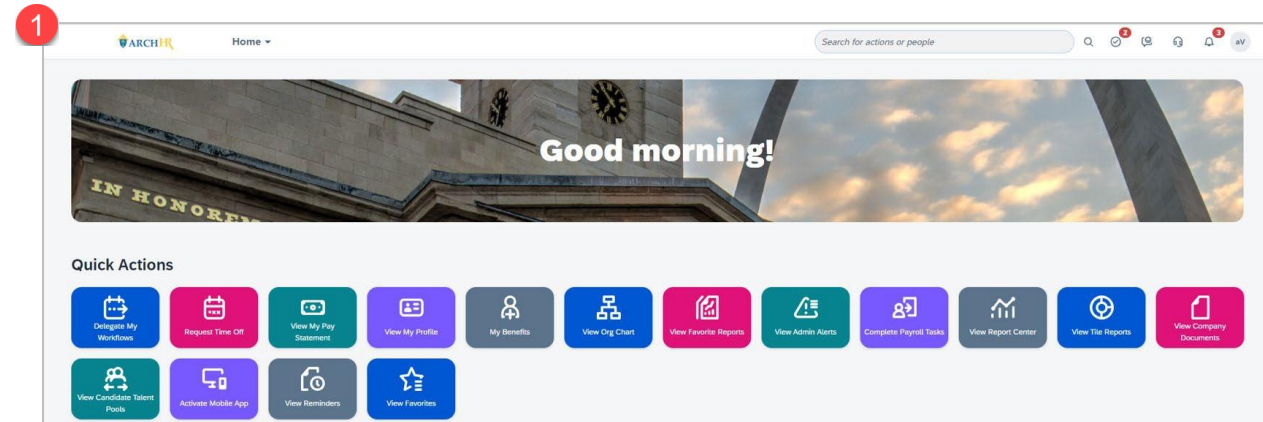 1
ARCHHR
Home
Search for actions or people
2
3
aV
IN HONOREM
Good morning!
Quick Actions
Delegate My
Workflows
Request Time Off
View My Pay
Statement
View My Profile
My Benefits
View Org Chart
View Favorite Reports
View Admin Alerts
Complete Payroll Tasks
View Report Center
View Tile Reports
View Company
Documents
View Candidate Talent
Pools
Activate Mobile App
View Reminders
View Favorites